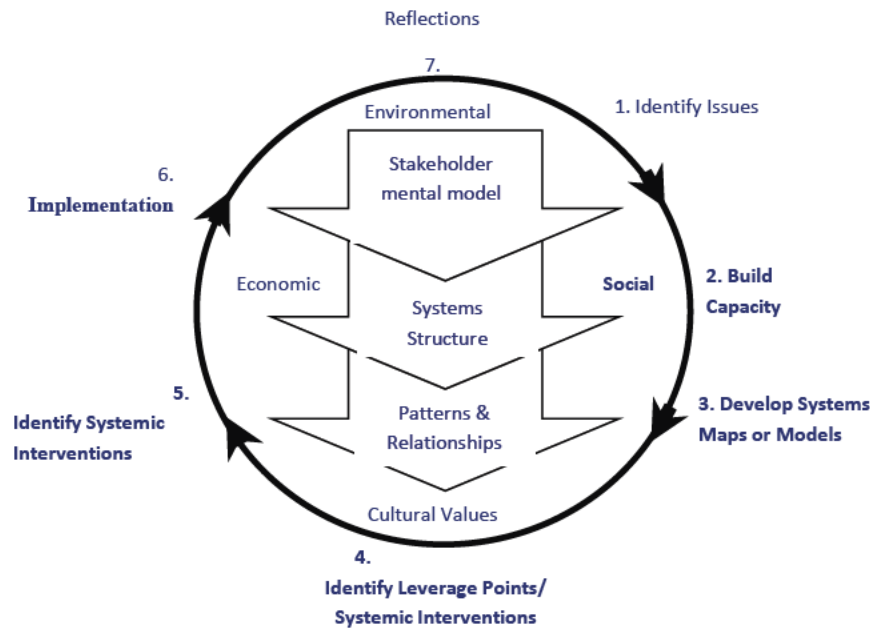 Reflections
7.
1. Identify Issues
Environmental
Stakeholder
mental model
6.
Implementation
Economic
Social
2. Build
Capacity
Systems
Structure
5.
Identify Systemic
Interventions
3. Develop Systems
Maps or Models
Patterns &
Relationships
Cultural Values
4.
Identify Leverage Points/
Systemic Interventions